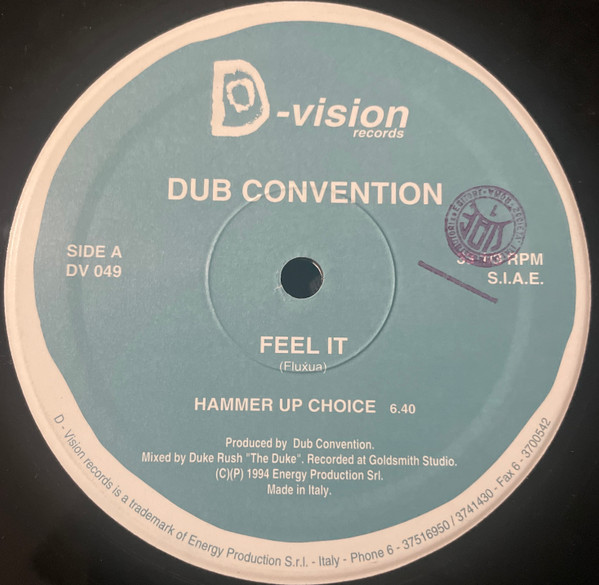 D-vision
records
DUB CONVENTION
SIDE A
DV 049
RPM
S.I.A.E.
FEEL IT
(Fluxua)
HAMMER UP CHOICE 6.40
Produced by Dub Convention.
Mixed by Duke Rush "The Duke". Recorded at Goldsmith Studio.
(C)(P) 1994 Energy Production Srl.
Made in Italy.
D - Vision records is a trademark of Energy Production S.r.l. - Italy - Phone 6 - 37516950 / 3741430 - Fax 6 - 3700542